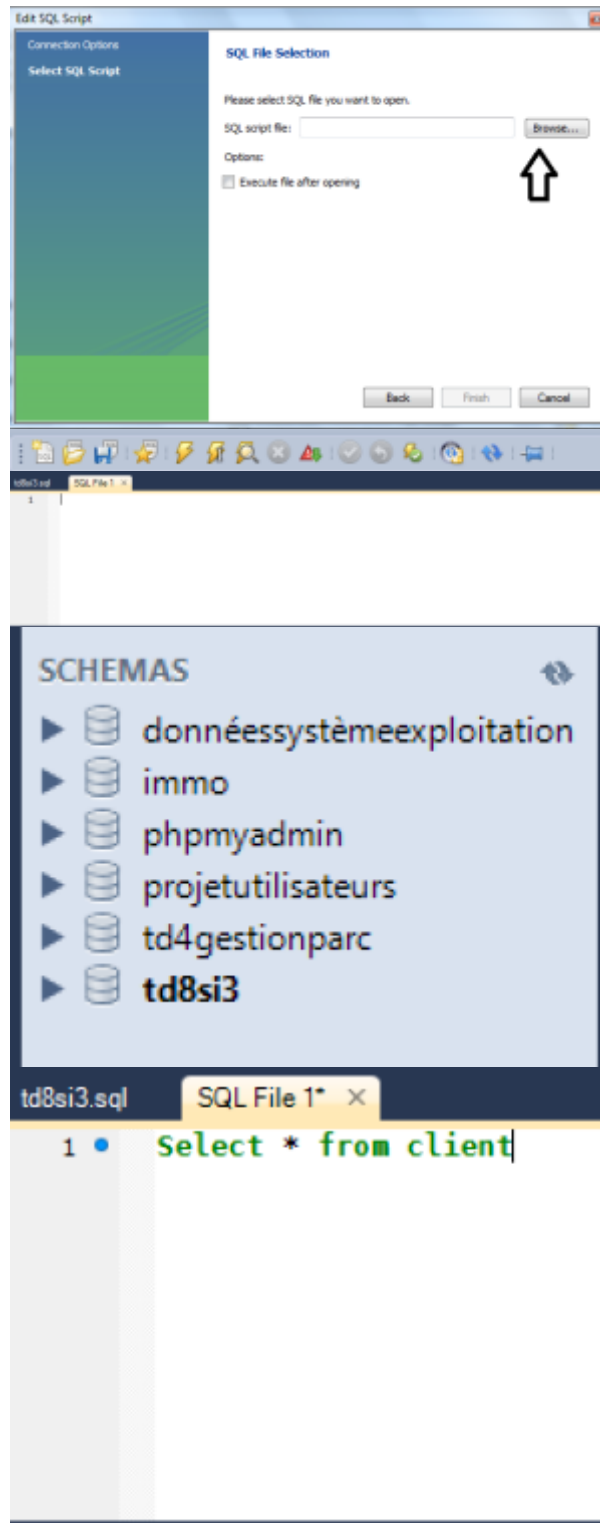 Edit SQL Script
Connection Options
Select SQL Script
SQL File Selection
Please select SQL file you want to open.
SQL script file:
Browse...
Options:
Execute file after opening
Back
Finish
Cancel
td8si3.sql
SQL File 1
1
SCHEMAS
donnéessystèmeexploitation
immo
phpmyadmin
projetutilisateurs
td4gestionparc
td8si3
td8si3.sql
SQL File 1*
1
Select * from client